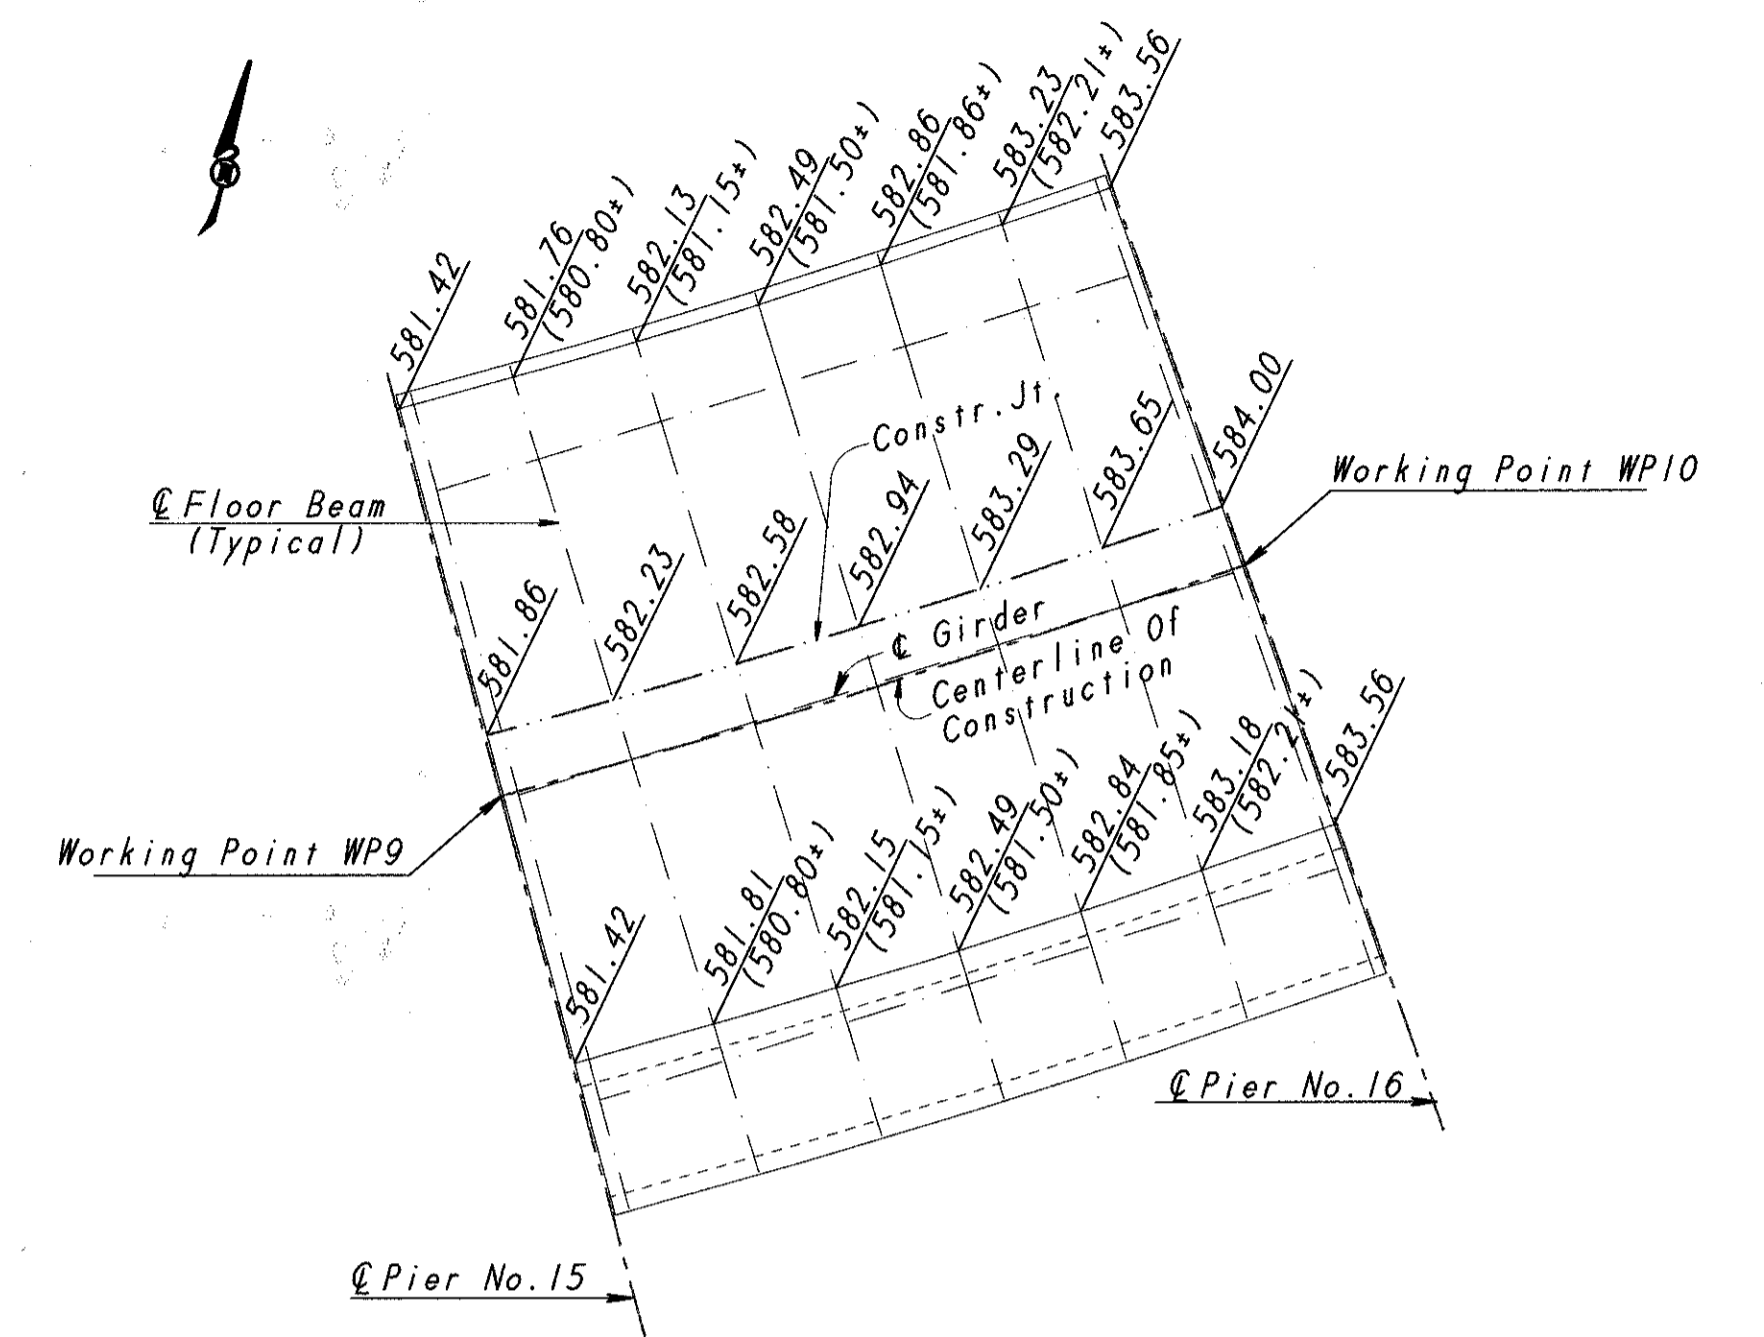 N
581.42
581.76
(580.80±)
582.13
(581.15±)
582.49
(581.50±)
582.86
(581.86±)
583.23
(582.21±)
583.56
Constr. Jt.
℄ Floor Beam
(Typical)
581.86
582.23
582.58
582.94
583.29
583.65
584.00
Working Point WP10
℄ Girder
Centerline Of
Construction
Working Point WP9
581.42
581.81
(580.80±)
582.15
(581.15±)
582.49
(581.50±)
582.84
(581.85±)
583.18
(582.21±)
583.56
℄ Pier No. 16
℄ Pier No. 15